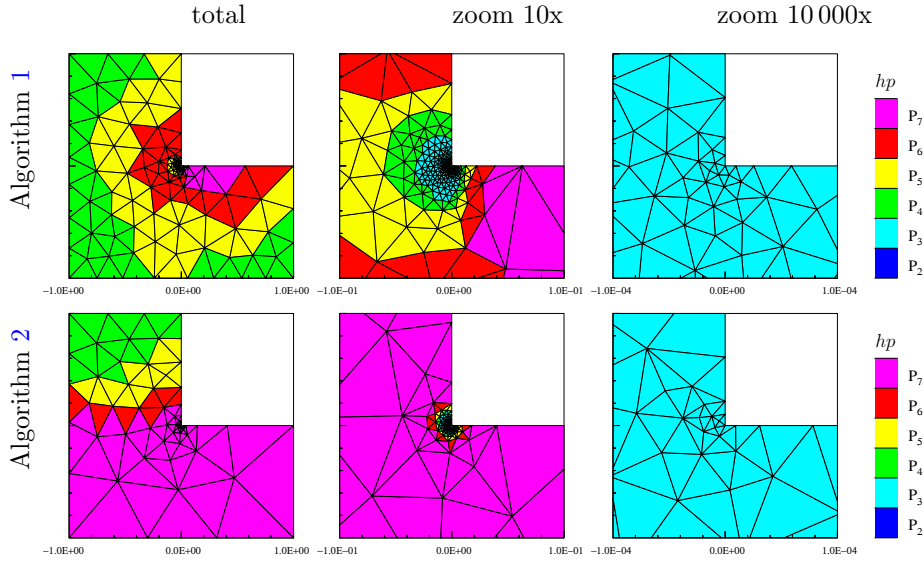 total zoom 10x zoom 10 000x
Algorithm 1
hp
P7
P6
P5
P4
P3
P2
−1.0E+00 0.0E+00 1.0E+00
−1.0E−01 0.0E+00 1.0E−01
−1.0E−04 0.0E+00 1.0E−04
Algorithm 2
hp
P7
P6
P5
P4
P3
P2
−1.0E+00 0.0E+00 1.0E+00
−1.0E−01 0.0E+00 1.0E−01
−1.0E−04 0.0E+00 1.0E−04